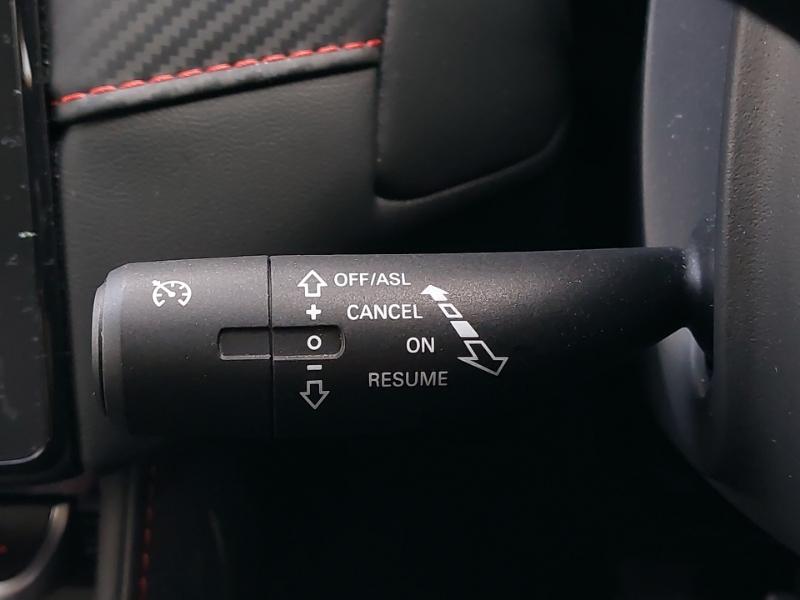 OFF/ASL
+ CANCEL
O ON
− RESUME